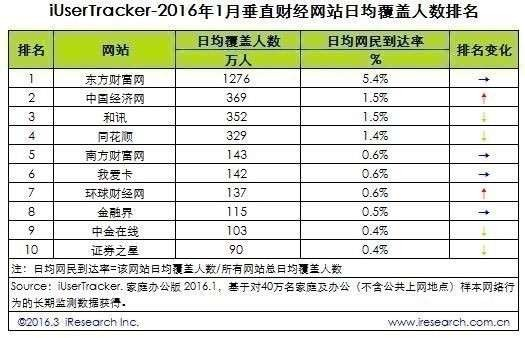 iUserTracker-2016年1月垂直财经网站日均覆盖人数排名
排名 网站 日均覆盖人数 日均网民到达率 排名变化
万人 %
1 东方财富网 1276 5.4% →
2 中国经济网 369 1.5% ↑
3 和讯 352 1.5% ↓
4 同花顺 329 1.4% ↓
5 南方财富网 143 0.6% →
6 我爱卡 142 0.6% →
7 环球财经网 137 0.6% ↑
8 金融界 115 0.5% →
9 中金在线 103 0.4% ↓
10 证券之星 90 0.4% ↓
注：日均网民到达率=该网站日均覆盖人数/所有网站总日均覆盖人数
Source：iUserTracker. 家庭办公版 2016.1，基于对40万名家庭及办公（不含公共上网地点）样本网络行
为的长期监测数据获得。
©2016.3 iResearch Inc. www.iresearch.com.cn